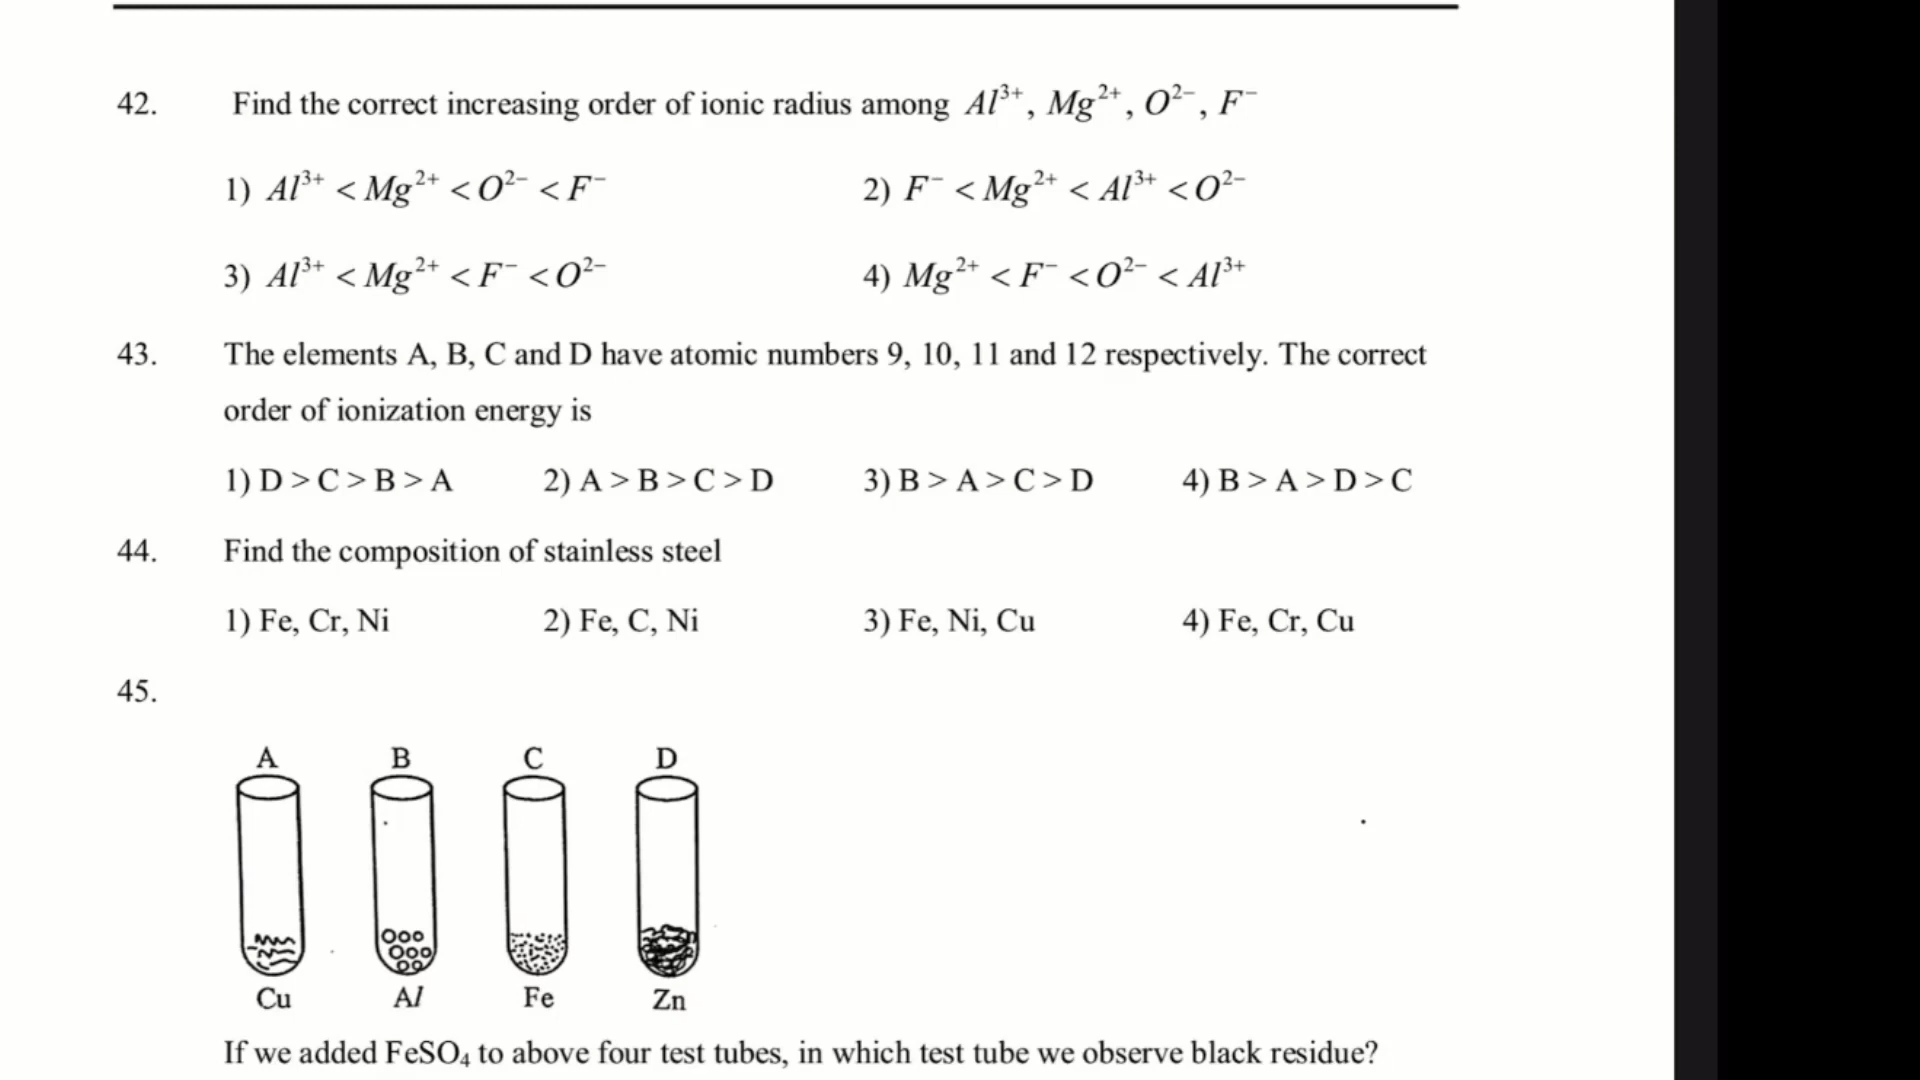 42. Find the correct increasing order of ionic radius among Al³⁺, Mg²⁺, O²⁻, F⁻
1) Al³⁺ < Mg²⁺ < O²⁻ < F⁻ 2) F⁻ < Mg²⁺ < Al³⁺ < O²⁻
3) Al³⁺ < Mg²⁺ < F⁻ < O²⁻ 4) Mg²⁺ < F⁻ < O²⁻ < Al³⁺
43. The elements A, B, C and D have atomic numbers 9, 10, 11 and 12 respectively. The correct
order of ionization energy is
1) D > C > B > A 2) A > B > C > D 3) B > A > C > D 4) B > A > D > C
44. Find the composition of stainless steel
1) Fe, Cr, Ni 2) Fe, C, Ni 3) Fe, Ni, Cu 4) Fe, Cr, Cu
45.
A B C D
Cu Al Fe Zn
If we added FeSO₄ to above four test tubes, in which test tube we observe black residue?